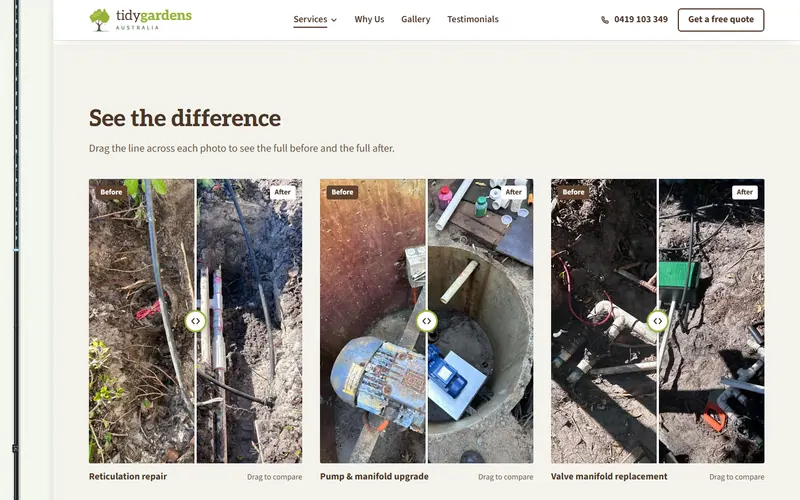 tidygardens
AUSTRALIA
Services
Why Us
Gallery
Testimonials
0419 103 349
Get a free quote
See the difference
Drag the line across each photo to see the full before and the full after.
Before
After
Before
After
Before
After
Reticulation repair
Drag to compare
Pump & manifold upgrade
Drag to compare
Valve manifold replacement
Drag to compare